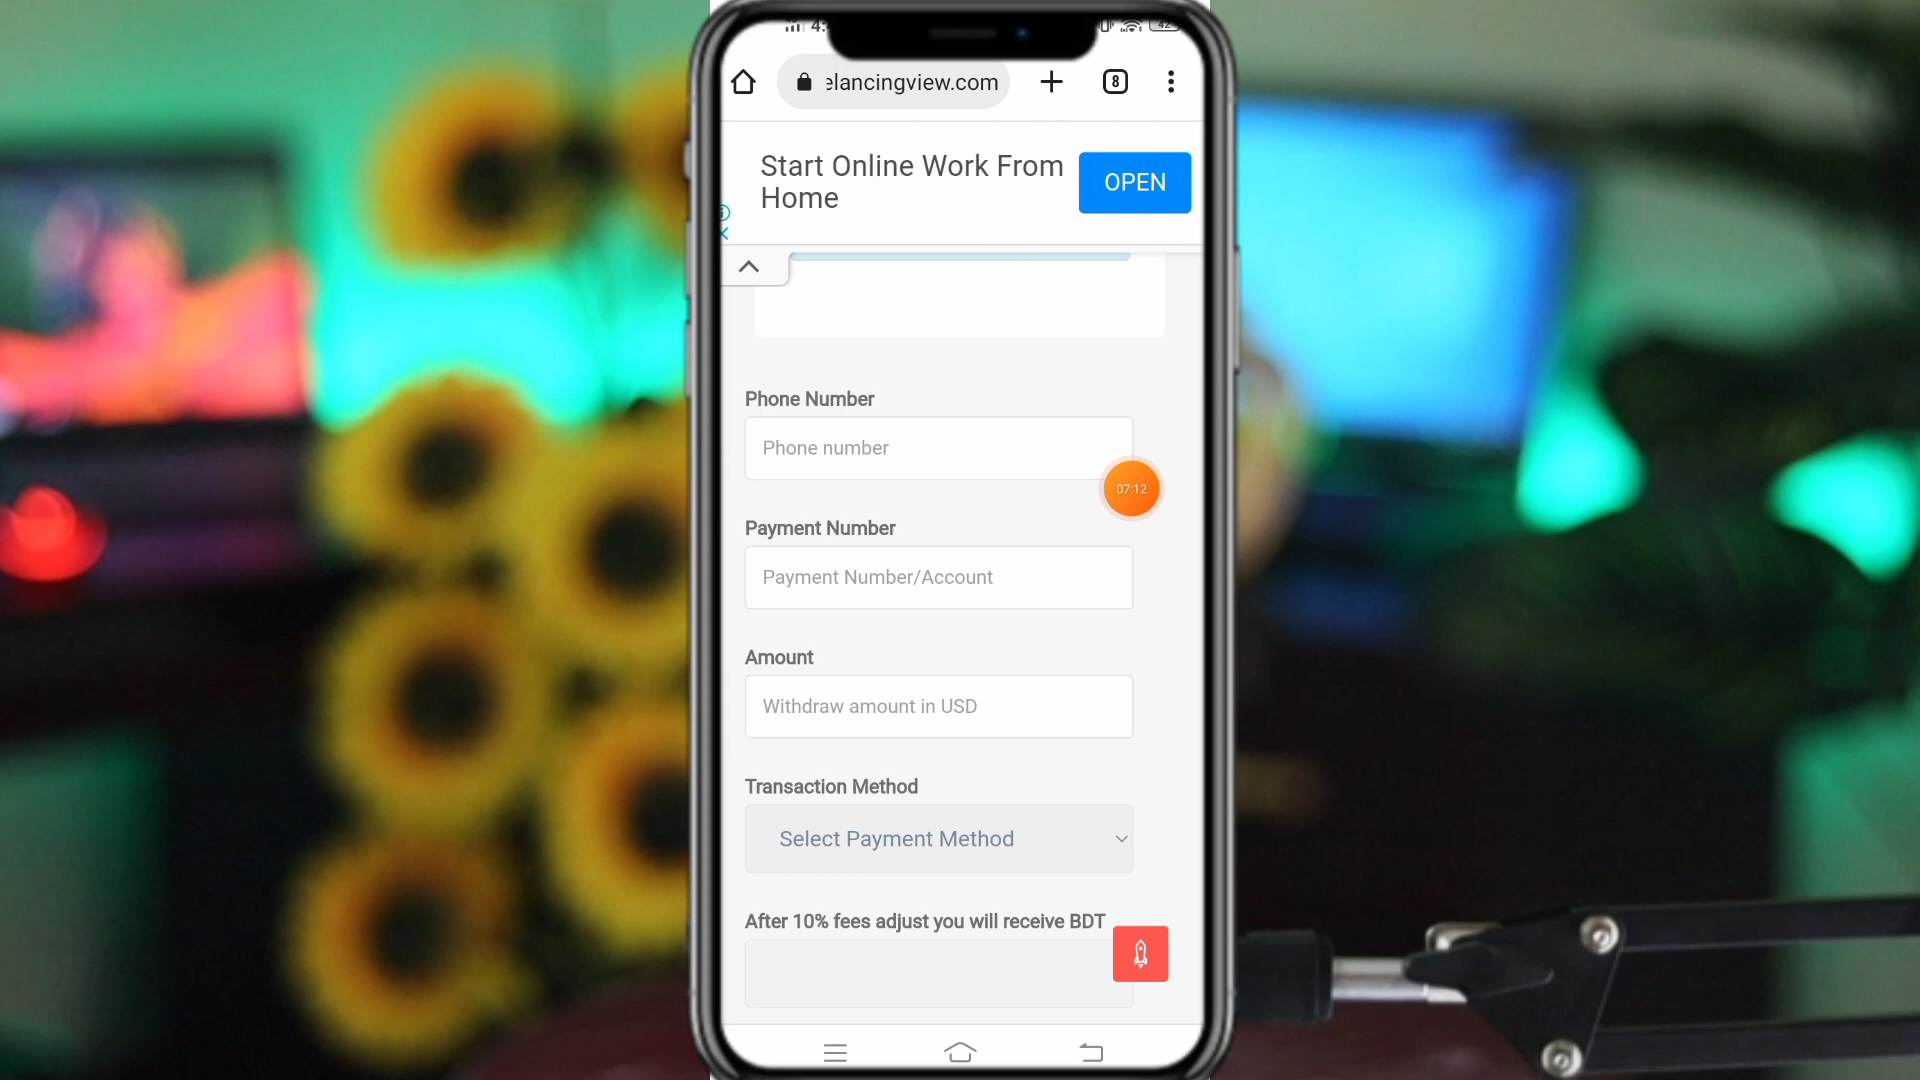 elancingview.com
8
Start Online Work From
Home
OPEN
Phone Number
Phone number
07:12
Payment Number
Payment Number/Account
Amount
Withdraw amount in USD
Transaction Method
Select Payment Method
After 10% fees adjust you will receive BDT